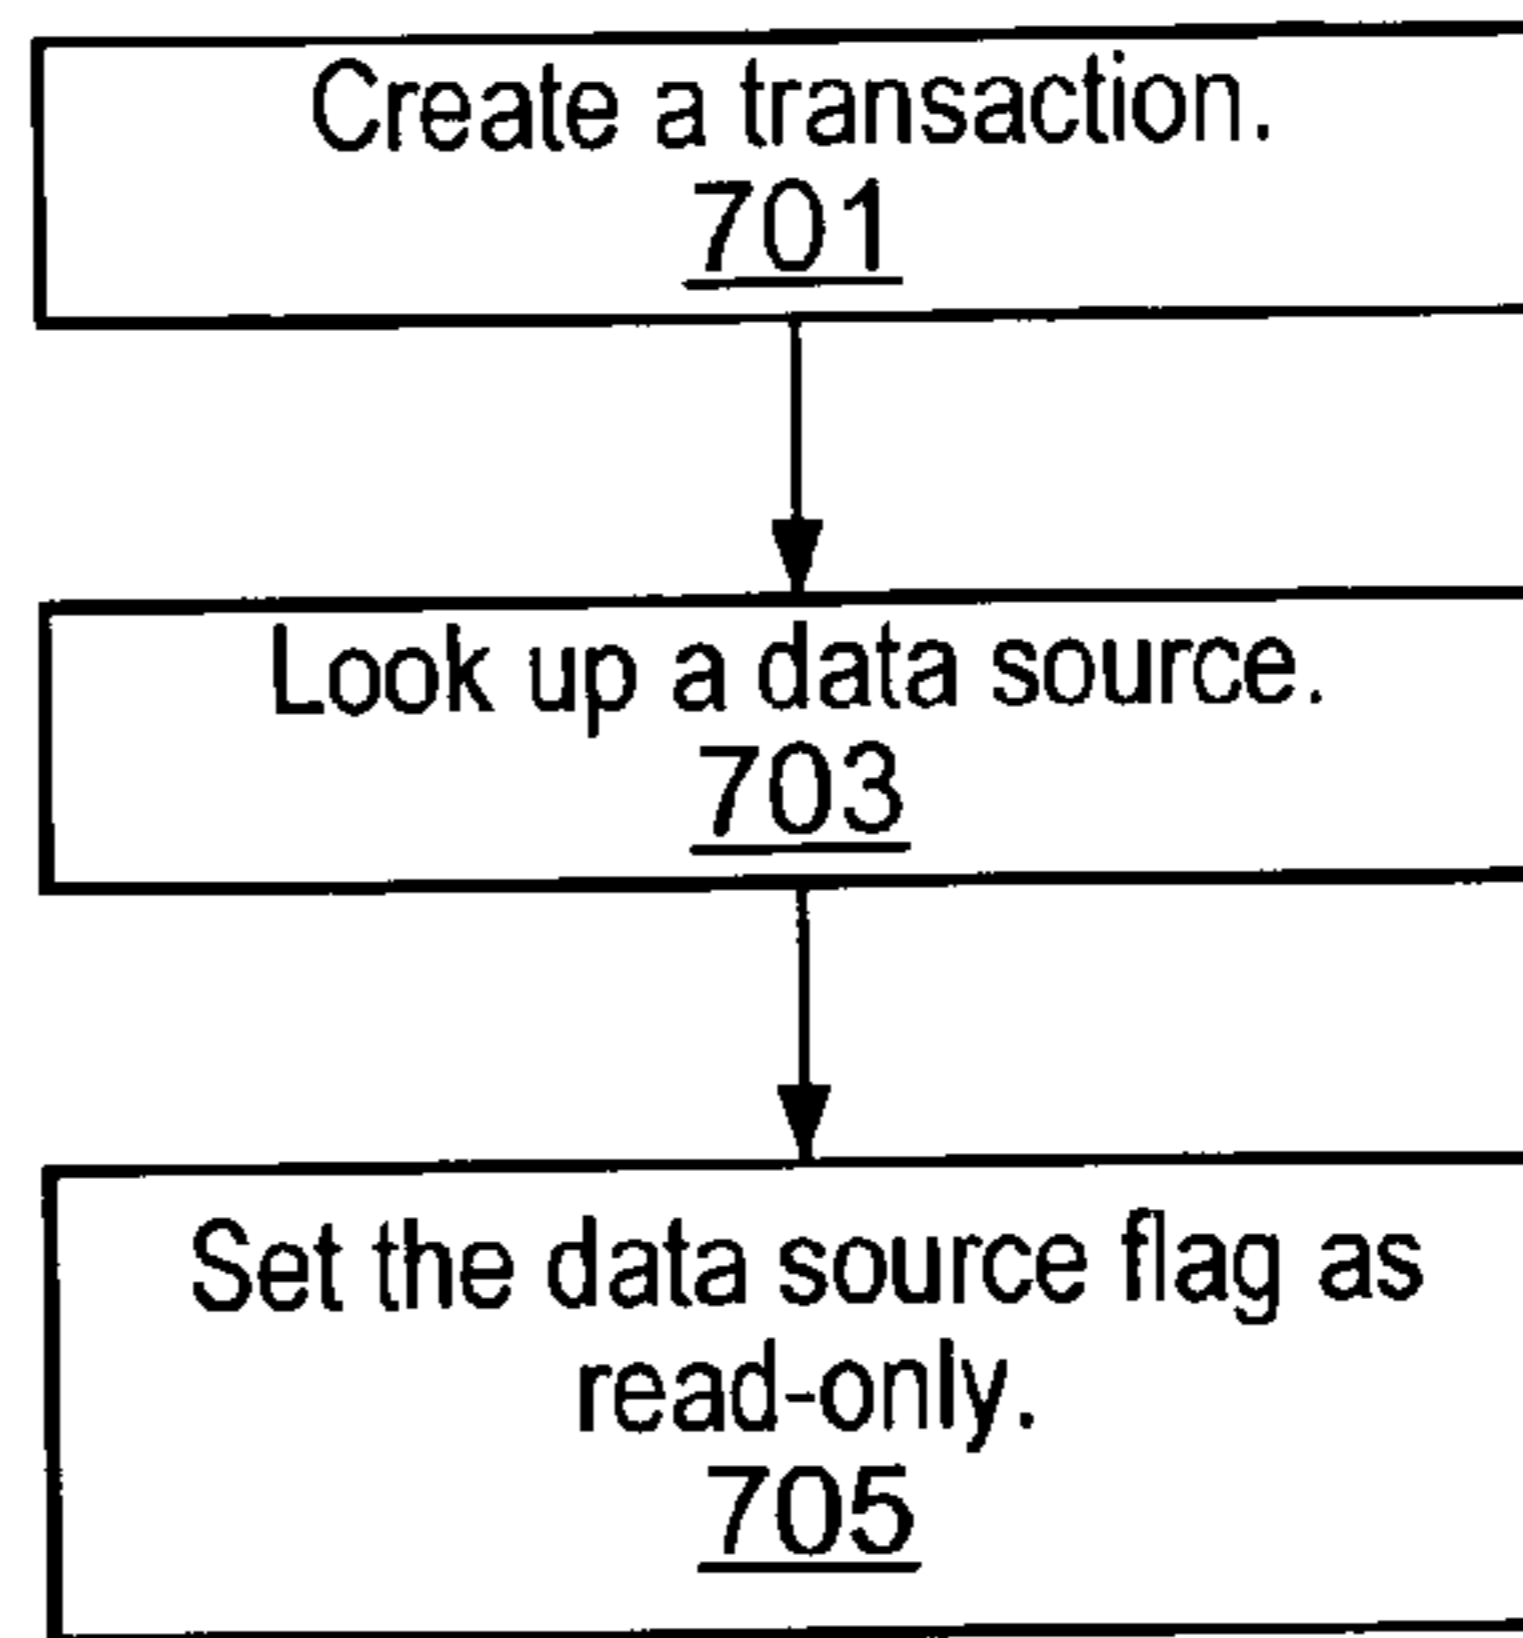 Create a transaction.
701
Look up a data source.
703
Set the data source flag as
read-only.
705